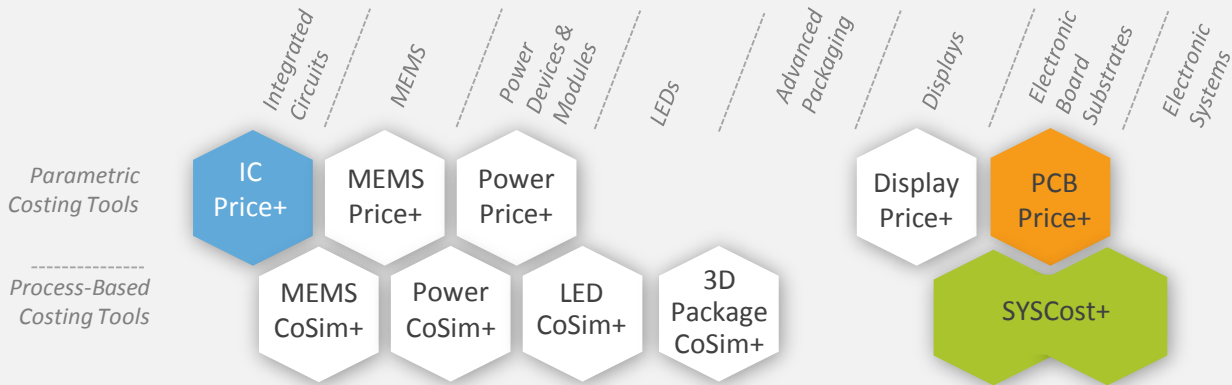 Integrated
Circuits
MEMS
Power
Devices &
Modules
LEDs
Advanced
Packaging
Displays
Electronic
Board
Substrates
Electronic
Systems
Parametric
Costing Tools
IC
Price+
MEMS
Price+
Power
Price+
Display
Price+
PCB
Price+
Process-Based
Costing Tools
MEMS
CoSim+
Power
CoSim+
LED
CoSim+
3D
Package
CoSim+
SYSCost+